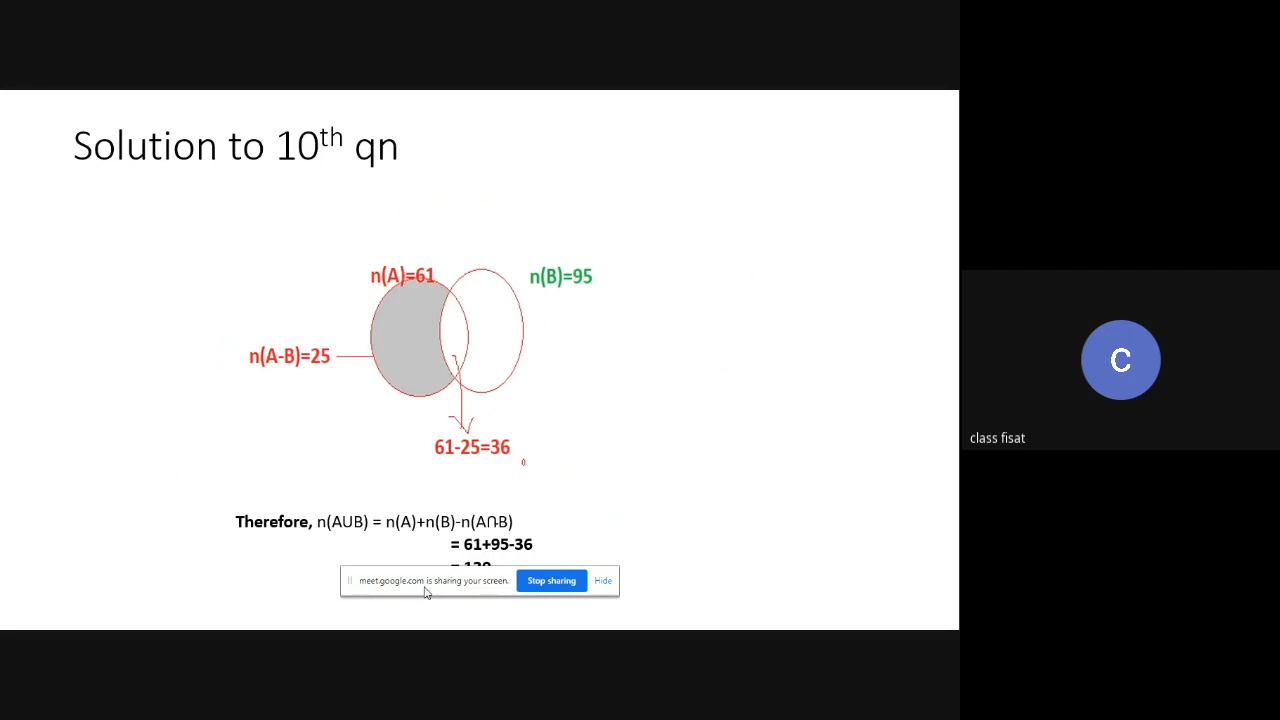 Solution to 10th qn
n(A)=61
n(B)=95
n(A-B)=25
61-25=36
Therefore, n(AUB) = n(A)+n(B)-n(A∩B)
= 61+95-36
meet.google.com is sharing your screen.
Stop sharing
Hide
C
class fisat